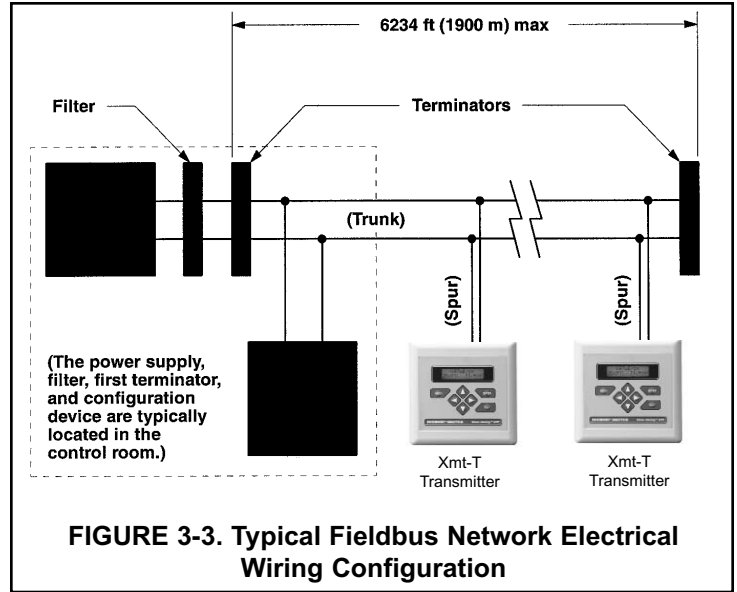 6234 ft (1900 m) max
Filter
Terminators
(Trunk)
(Spur)
(Spur)
(The power supply,
filter, first terminator,
and configuration
device are typically
located in the
control room.)
Xmt-T
Transmitter
Xmt-T
Transmitter
FIGURE 3-3. Typical Fieldbus Network Electrical
Wiring Configuration